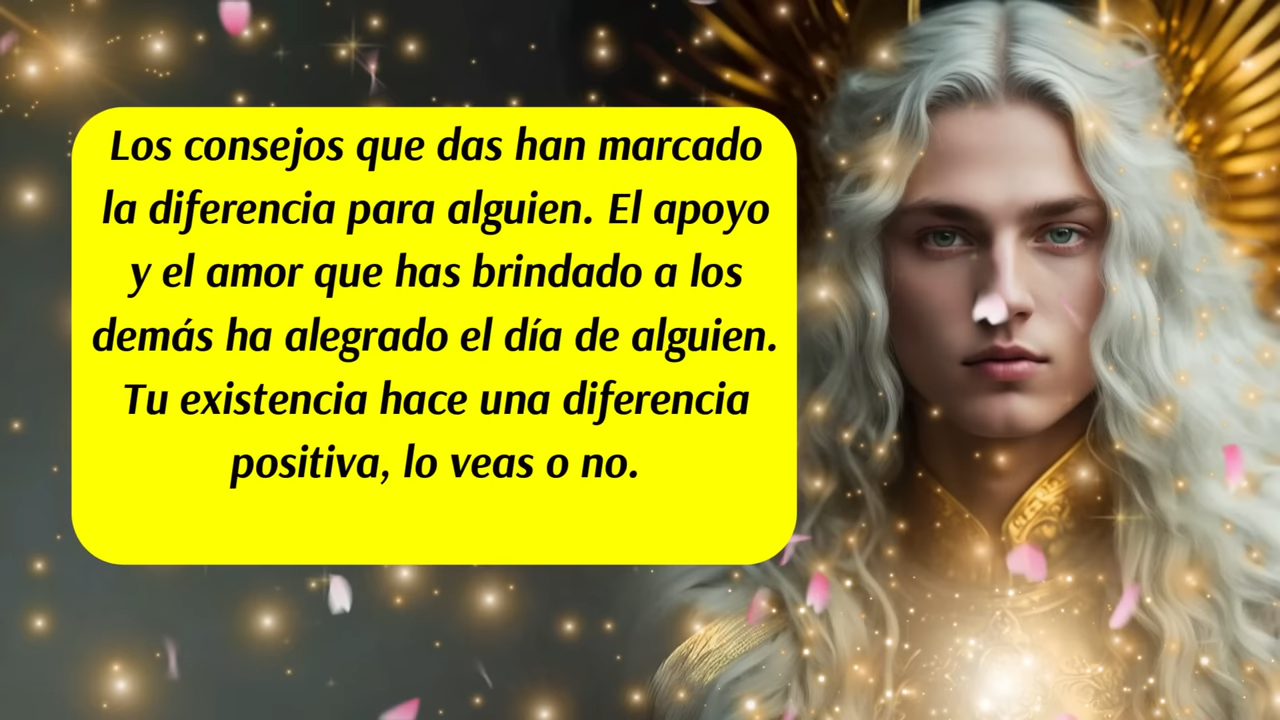 Los consejos que das han marcado
la diferencia para alguien. El apoyo
y el amor que has brindado a los
demás ha alegrado el día de alguien.
Tu existencia hace una diferencia
positiva, lo veas o no.